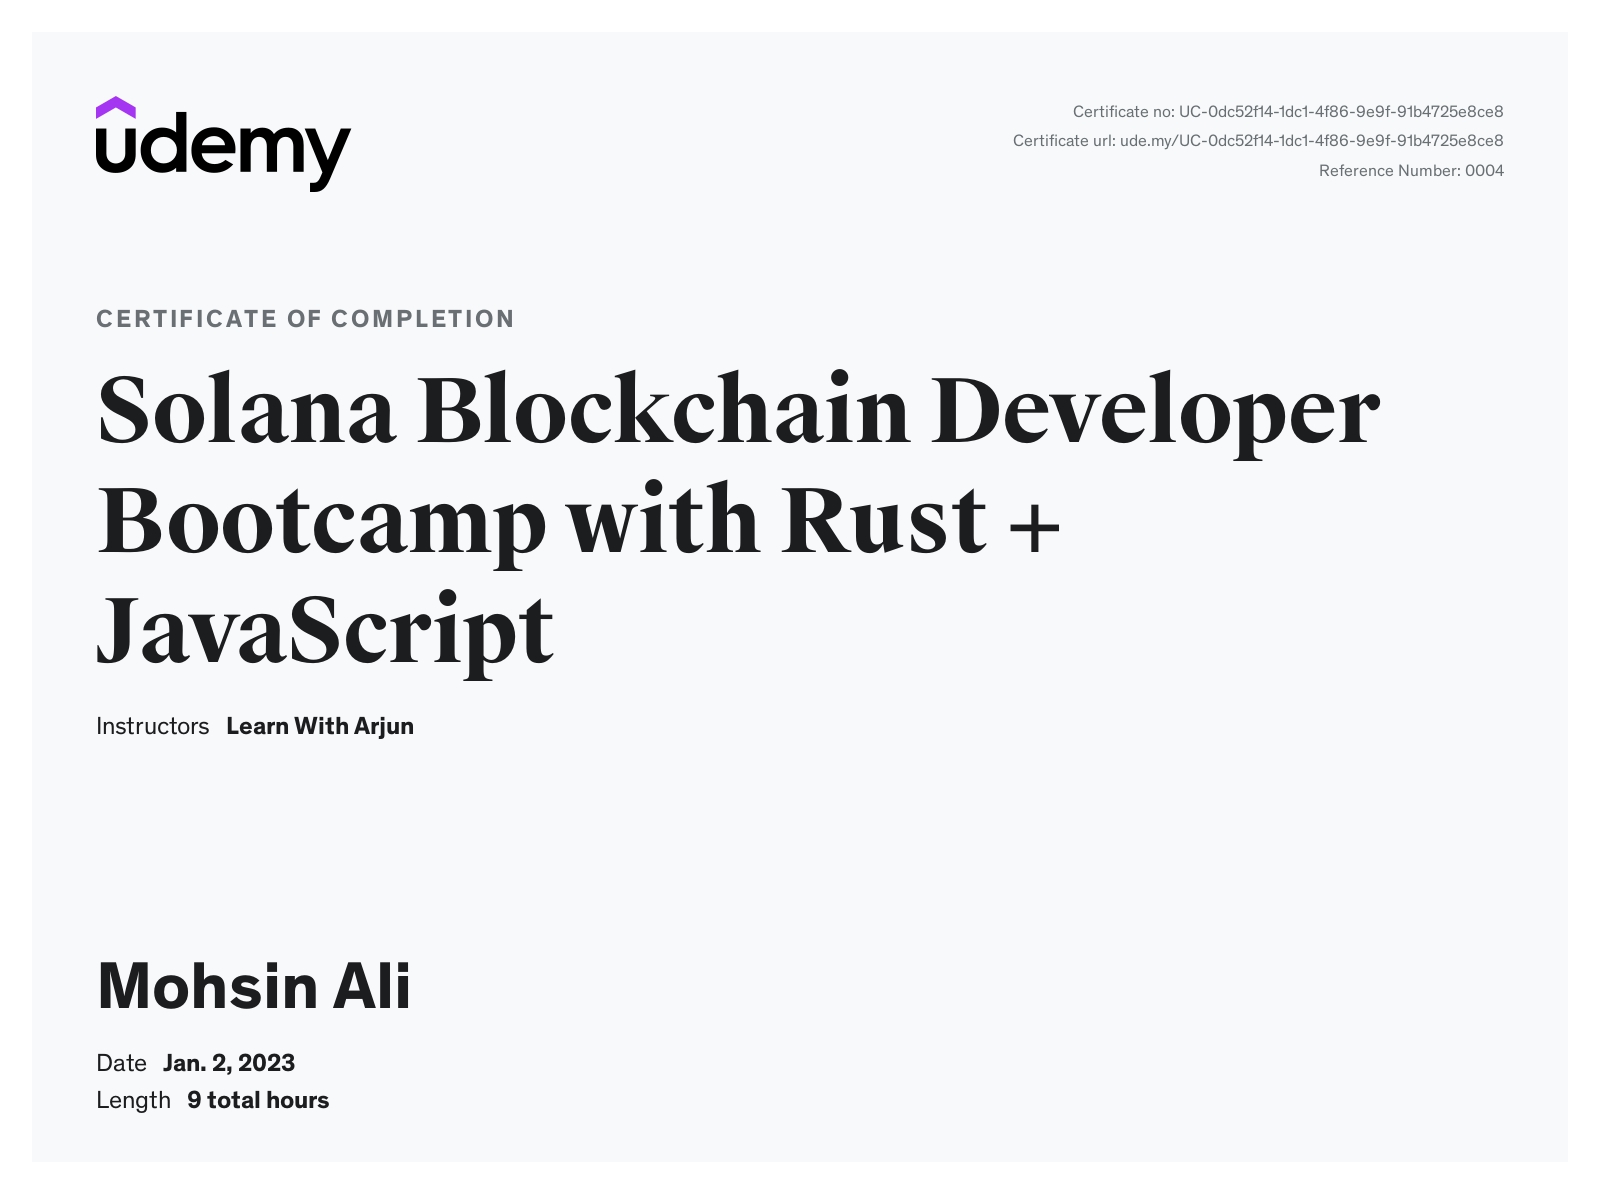 udemy
Certificate no: UC-0dc52f14-1dc1-4f86-9e9f-91b4725e8ce8
Certificate url: ude.my/UC-0dc52f14-1dc1-4f86-9e9f-91b4725e8ce8
Reference Number: 0004
CERTIFICATE OF COMPLETION
Solana Blockchain Developer
Bootcamp with Rust +
JavaScript
Instructors Learn With Arjun
Mohsin Ali
Date Jan. 2, 2023
Length 9 total hours